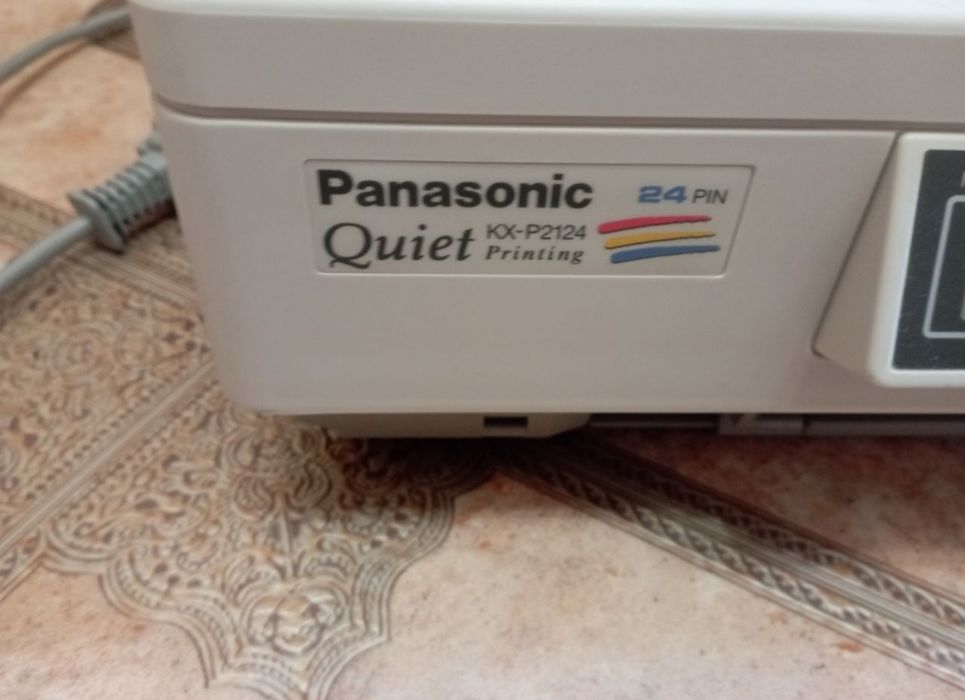 Panasonic 24 PIN
Quiet KX-P2124
Printing